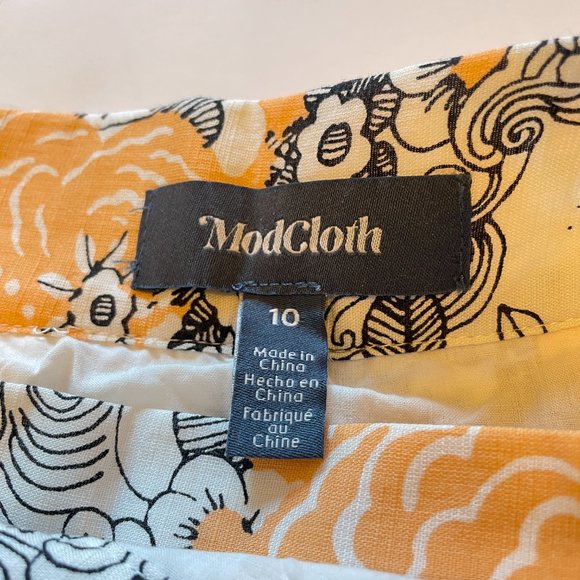 ModCloth
10
Made in
China
Hecho en
China
Fabriqué
au
Chine